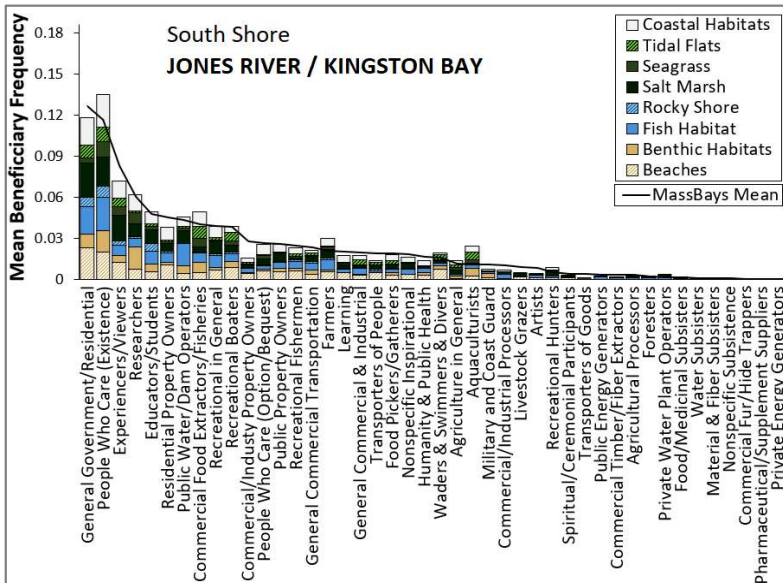 South Shore
JONES RIVER / KINGSTON BAY
Mean Beneficciary Frequency
0.18
0.15
0.12
0.09
0.06
0.03
0
Coastal Habitats
Tidal Flats
Seagrass
Salt Marsh
Rocky Shore
Fish Habitat
Benthic Habitats
Beaches
MassBays Mean
General Government/Residential
People Who Care (Existence)
Experiencers/Viewers
Researchers
Educators/Students
Residential Property Owners
Public Water/Dam Operators
Commercial Food Extractors/Fisheries
Recreational in General
Recreational Boaters
Commercial/Industy Property Owners
People Who Care (Option/Bequest)
Public Property Owners
Recreational Fishermen
General Commercial Transportation
Farmers
Learning
General Commercial & Industrial
Transporters of People
Food Pickers/Gatherers
Nonspecific Inspirational
Humanity & Public Health
Waders & Swimmers & Divers
Agriculture in General
Aquaculturists
Military and Coast Guard
Commercial/Industrial Processors
Livestock Grazers
Artists
Recreational Hunters
Spiritual/Ceremonial Participants
Transporters of Goods
Public Energy Generators
Commercial Timber/Fiber Extractors
Agricultural Processors
Foresters
Private Water Plant Operators
Food/Medicinal Subsisters
Water Subsisters
Material & Fiber Subsisters
Nonspecific Subsistence
Commercial Fur/Hide Trappers
Pharmaceutical/Supplement Suppliers
Private Energy Generators